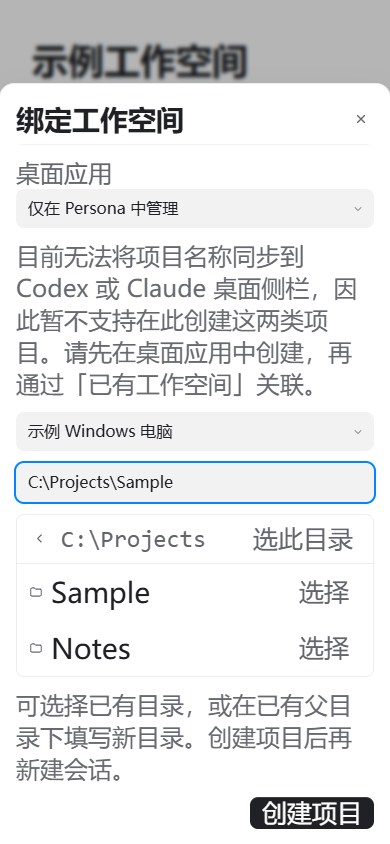 示例工作空间
绑定工作空间
×
桌面应用
仅在 Persona 中管理
目前无法将项目名称同步到
Codex 或 Claude 桌面侧栏，因
此暂不支持在此创建这两类项
目。请先在桌面应用中创建，再
通过「已有工作空间」关联。
示例 Windows 电脑
C:\Projects\Sample
C:\Projects 选此目录
Sample 选择
Notes 选择
可选择已有目录，或在已有父目
录下填写新目录。创建项目后再
新建会话。
创建项目